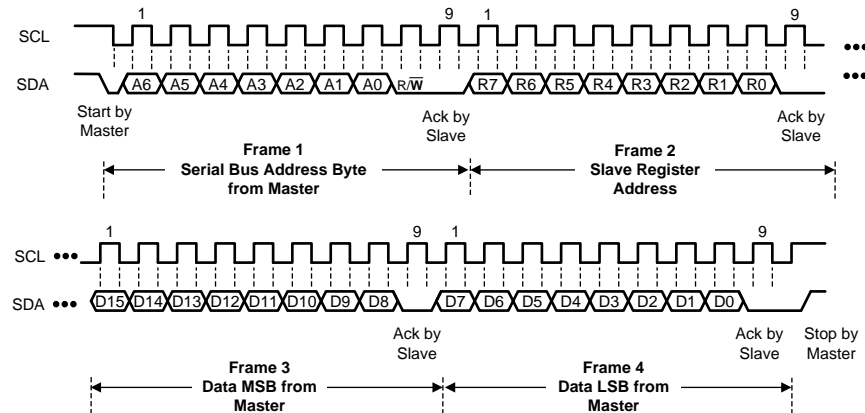 1 9 1 9
SCL •••
SDA A6 A5 A4 A3 A2 A1 A0 R/W̅ R7 R6 R5 R4 R3 R2 R1 R0 •••
Start by Master
Ack by Slave
Ack by Slave
Frame 1
Serial Bus Address Byte
from Master
Frame 2
Slave Register
Address
1 9 1 9
SCL •••
SDA ••• D15 D14 D13 D12 D11 D10 D9 D8 D7 D6 D5 D4 D3 D2 D1 D0
Ack by Slave
Ack by Slave
Stop by Master
Frame 3
Data MSB from
Master
Frame 4
Data LSB from
Master